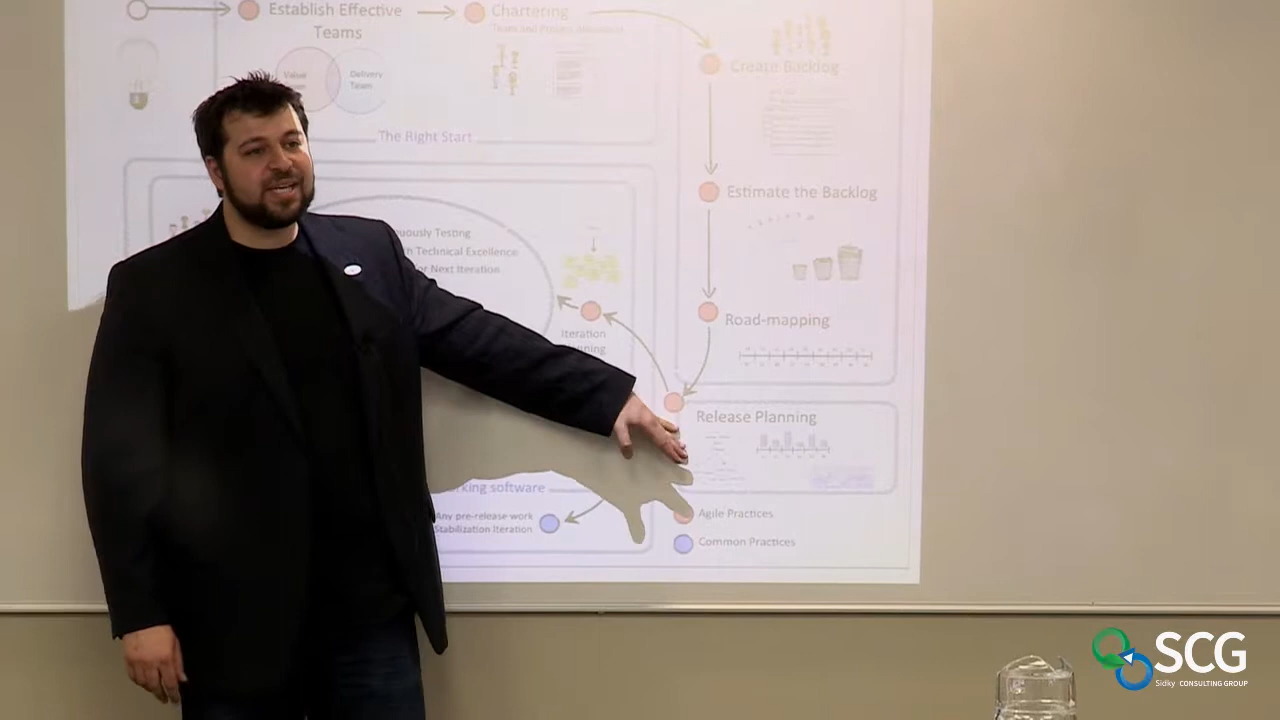 Establish Effective
Teams
Chartering
Value
Delivery
Team
Create Backlog
The Right Start
Estimate the Backlog
Testing
Technical Excellence
for Next Iteration
Iteration
Road-mapping
Release Planning
software
Any pre-release work
Stabilization Iteration
Agile Practices
Common Practices
SCG
Sidky CONSULTING GROUP